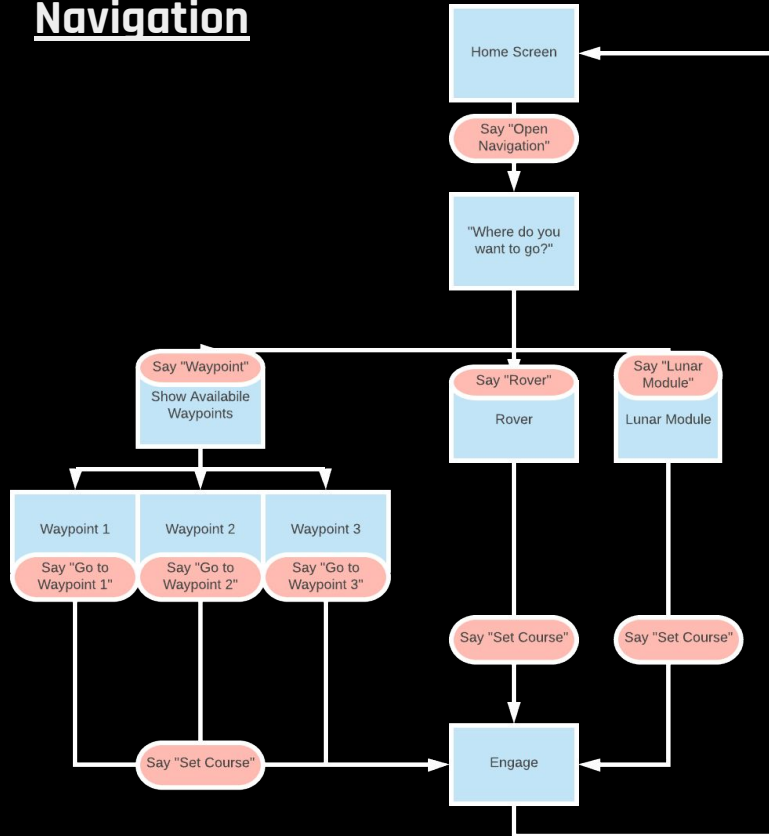 Navigation
Home Screen
Say "Open
Navigation"
"Where do you
want to go?"
Say "Waypoint"
Show Availabile
Waypoints
Say "Rover"
Rover
Say "Lunar
Module"
Lunar Module
Waypoint 1
Waypoint 2
Waypoint 3
Say "Go to
Waypoint 1"
Say "Go to
Waypoint 2"
Say "Go to
Waypoint 3"
Say "Set Course"
Say "Set Course"
Say "Set Course"
Engage